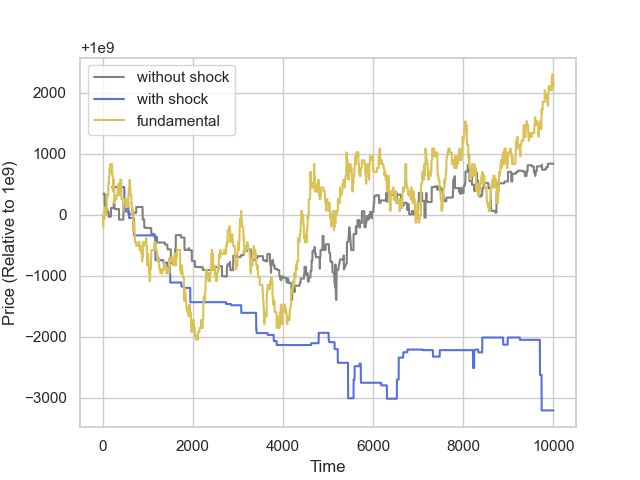 +1e9
without shock
with shock
fundamental
2000
1000
0
−1000
−2000
−3000
Price (Relative to 1e9)
0 2000 4000 6000 8000 10000
Time